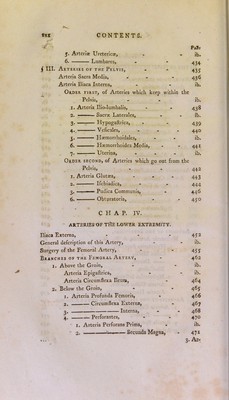 CONTENTS.
Page
5. Arteriæ Uretericæ, - - ib.
6. ——— Lumbares, - - 434
§ III. Arteries of the Pelvis, - 435
Arteria Sacra Media, - - 436
Arteria Iliaca Interna, - - ib.
Order first, of Arteries which keep within the
Pelvis, - - ib.
1. Arteria Ilio-lumbalis, - 438
2. ——— Sacræ Laterales, - ib.
3. ——— Hypogastrica, - 439
4. ——— Vesicales, - 440
5. ——— Hæmorrhoidales, - ib.
6. ——— Hæmorrhoidea Media, - 441
7. ——— Uterina, - ib.
Order second, of Arteries which go out from the
Pelvis, - - 442
1. Arteria Glutæa, - - 443
2. ——— Ischiadica, - - 444
3. ——— Pudica Communis, - 446
6. ——— Obturatoria, - 450
CHAP. IV.
ARTERIES OF THE LOWER EXTREMITY.
Iliaca Externa, - - 452
General description of this Artery, - ib.
Surgery of the Femoral Artery, - 455
Branches of the Femoral Artery, - 462
1. Above the Groin, - - ib.
Arteria Epigastrica, - ib.
Arteria Circumflexa Ilium, - 464
2. Below the Groin, - - 465
1. Arteria Profunda Femoris, - 466
2. ——— Circumflexa Externa, - 467
3. ——— Interna, - 468
4. ——— Perforantes, - 470
1. Arteria Perforans Prima, - ib.
2. ——— Secunda Magna, - 471